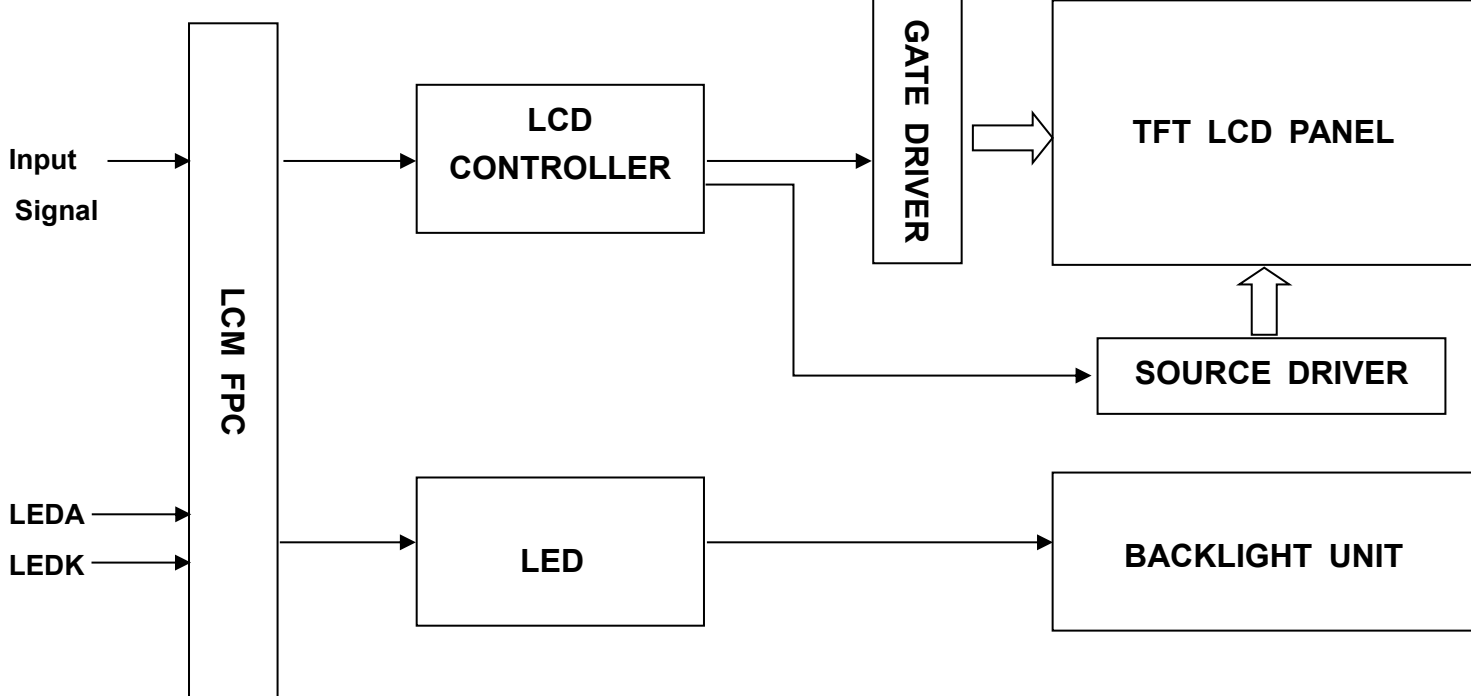 Input
Signal
LEDA
LEDK
LCM FPC
LCD
CONTROLLER
LED
GATE DRIVER
TFT LCD PANEL
SOURCE DRIVER
BACKLIGHT UNIT